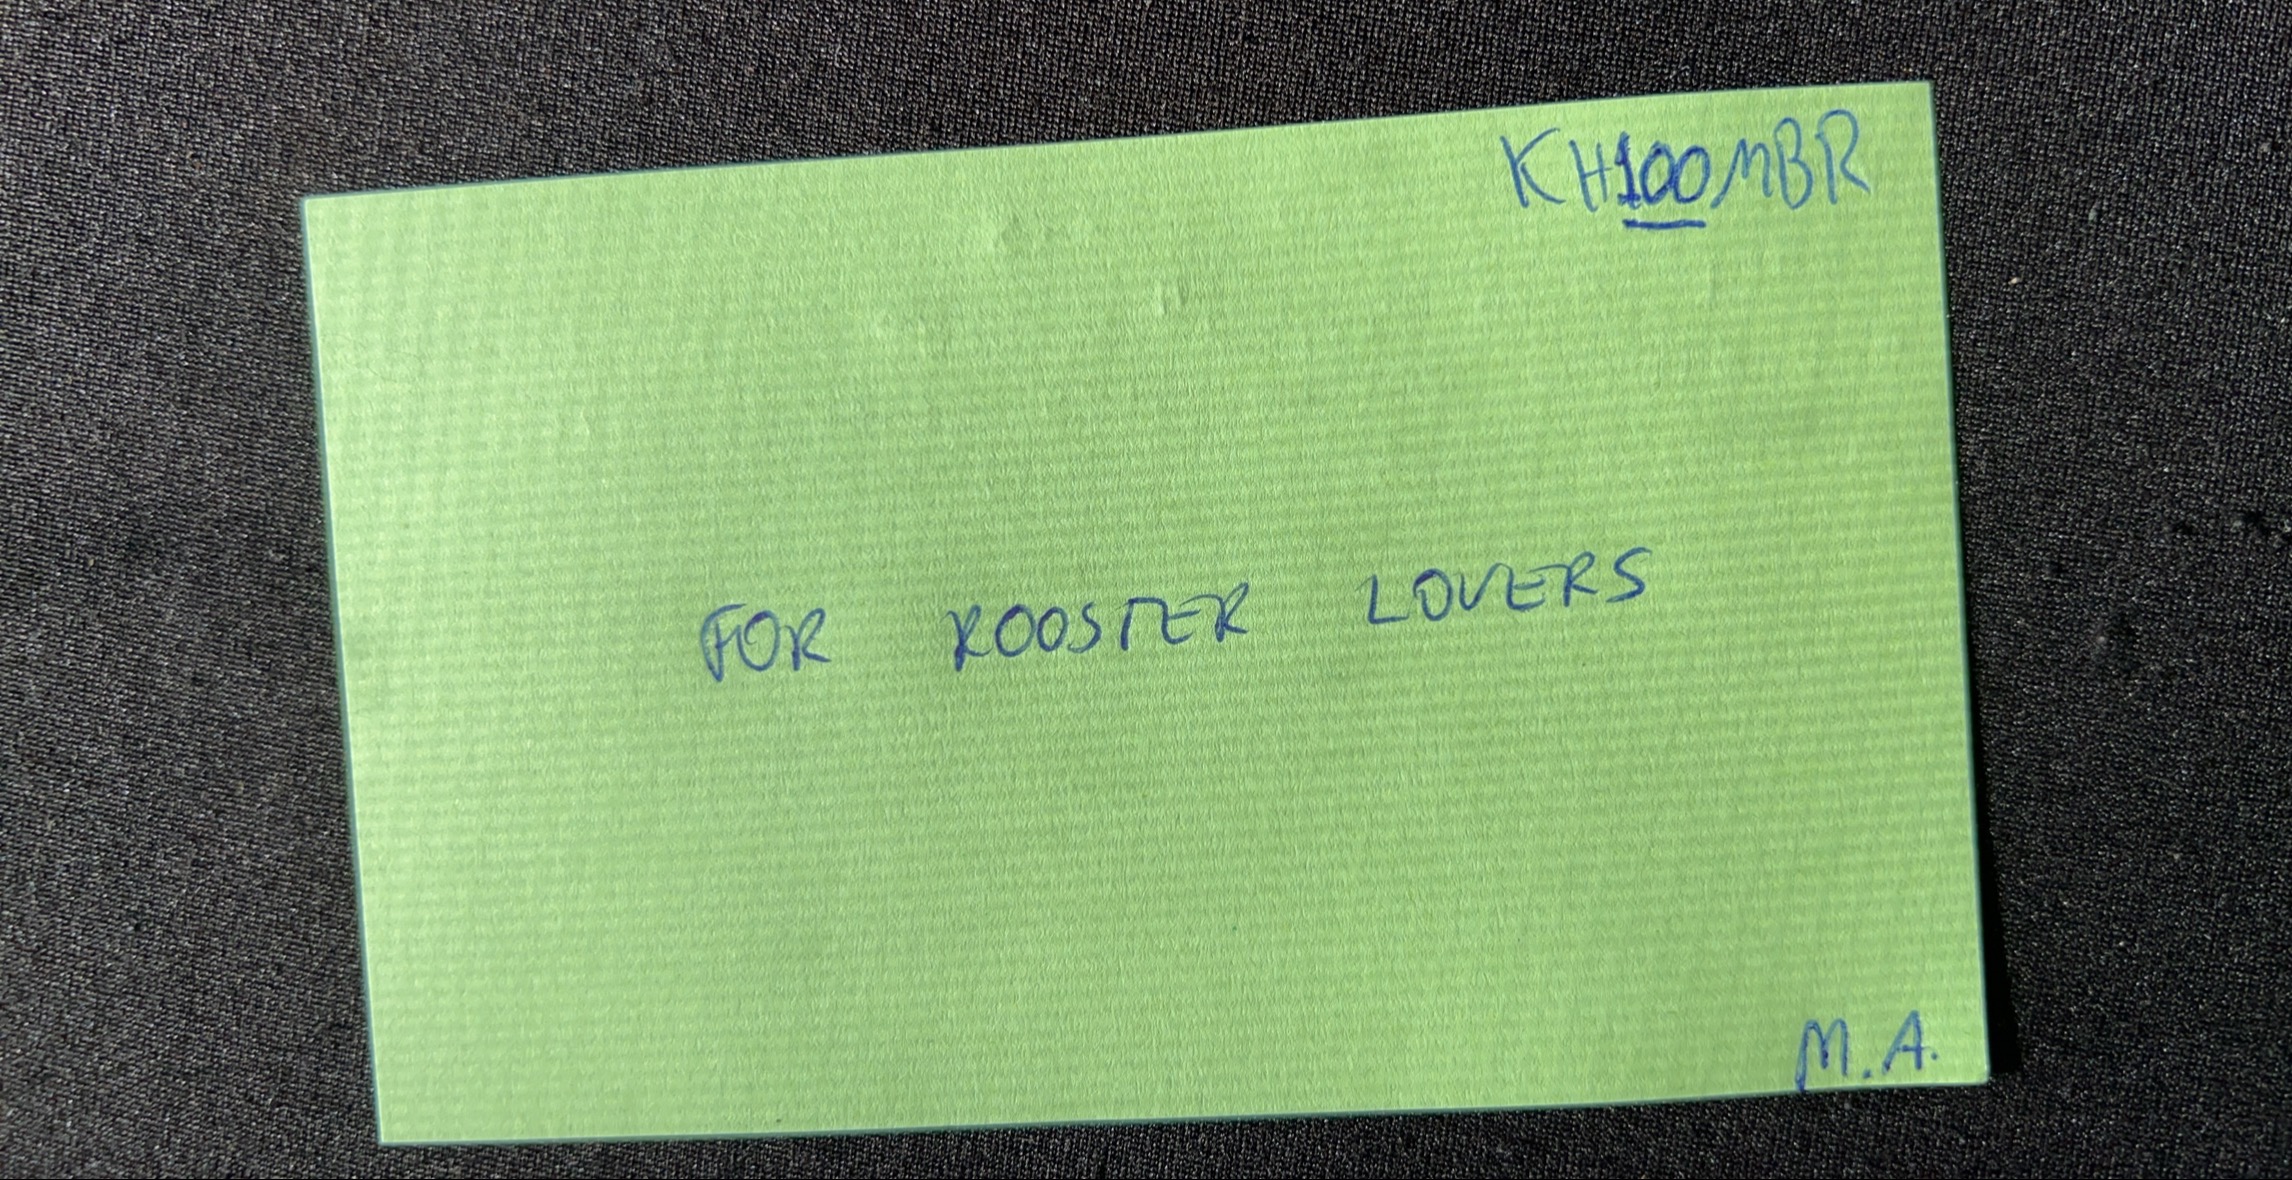 KH100MBR
FOR ROOSTER LOVERS
M.A.